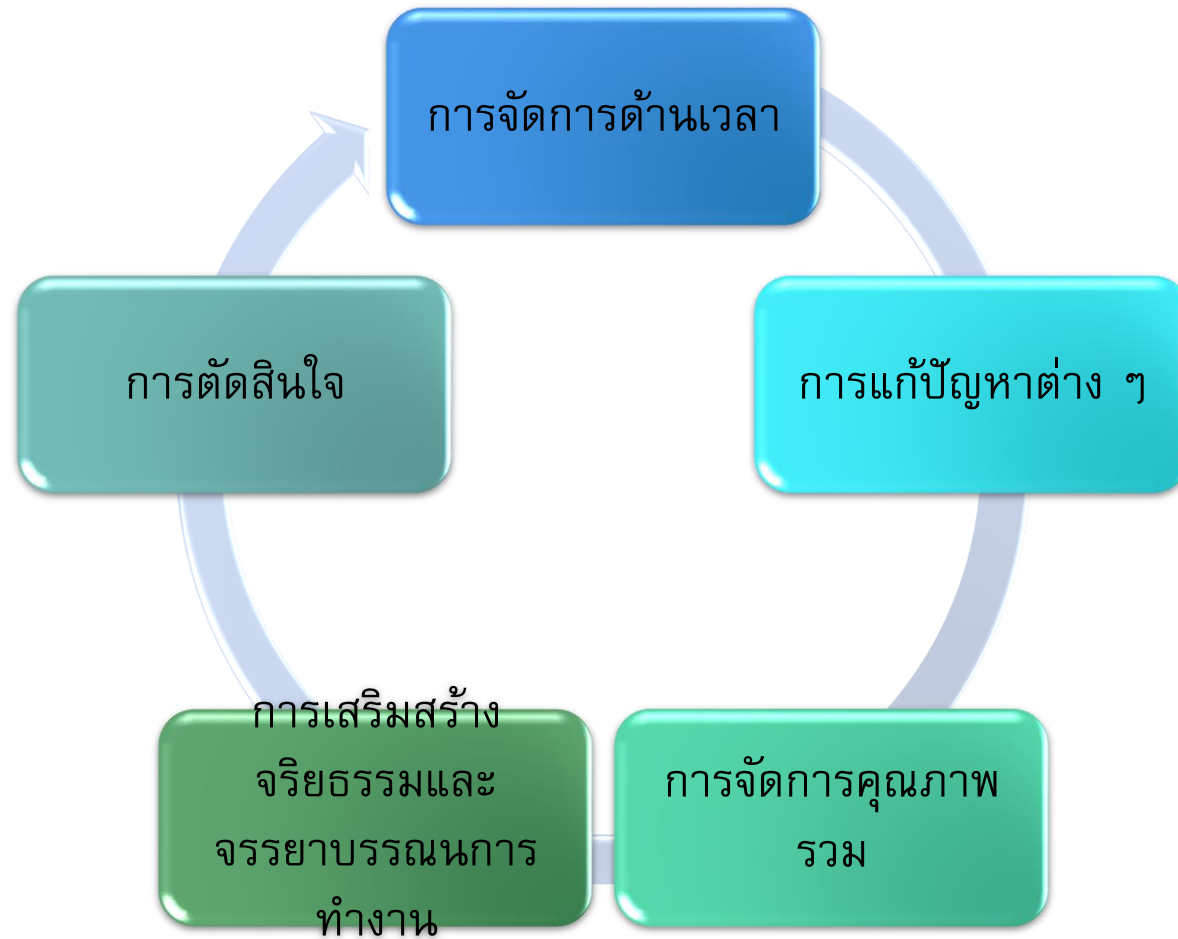 การจัดการด้านเวลา
การแก้ปัญหาต่าง ๆ
การจัดการคุณภาพ
รวม
การเสริมสร้าง
จริยธรรมและ
จรรยาบรรณนการ
ทำงาน
การตัดสินใจ